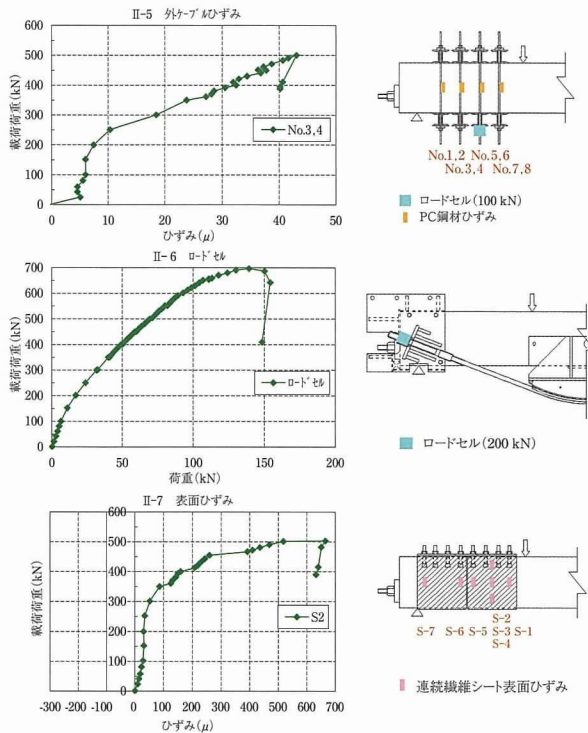 II-5 外ケーブルひずみ
載荷荷重(kN)
600
500
400
300
200
100
0
No.3,4
0 10 20 30 40 50
ひずみ(μ)
No.1,2 No.5,6
No.3,4 No.7,8
ロードセル(100 kN)
PC鋼材ひずみ
II-6 ロードセル
載荷荷重(kN)
700
600
500
400
300
200
100
0
ロードセル
0 50 100 150 200
荷重(kN)
ロードセル(200 kN)
II-7 表面ひずみ
載荷荷重(kN)
600
500
400
300
200
100
0
S2
-300 -200 -100 0 100 200 300 400 500 600 700
ひずみ(μ)
S-2
S-7 S-6 S-5 S-3 S-1
S-4
連続繊維シート表面ひずみ